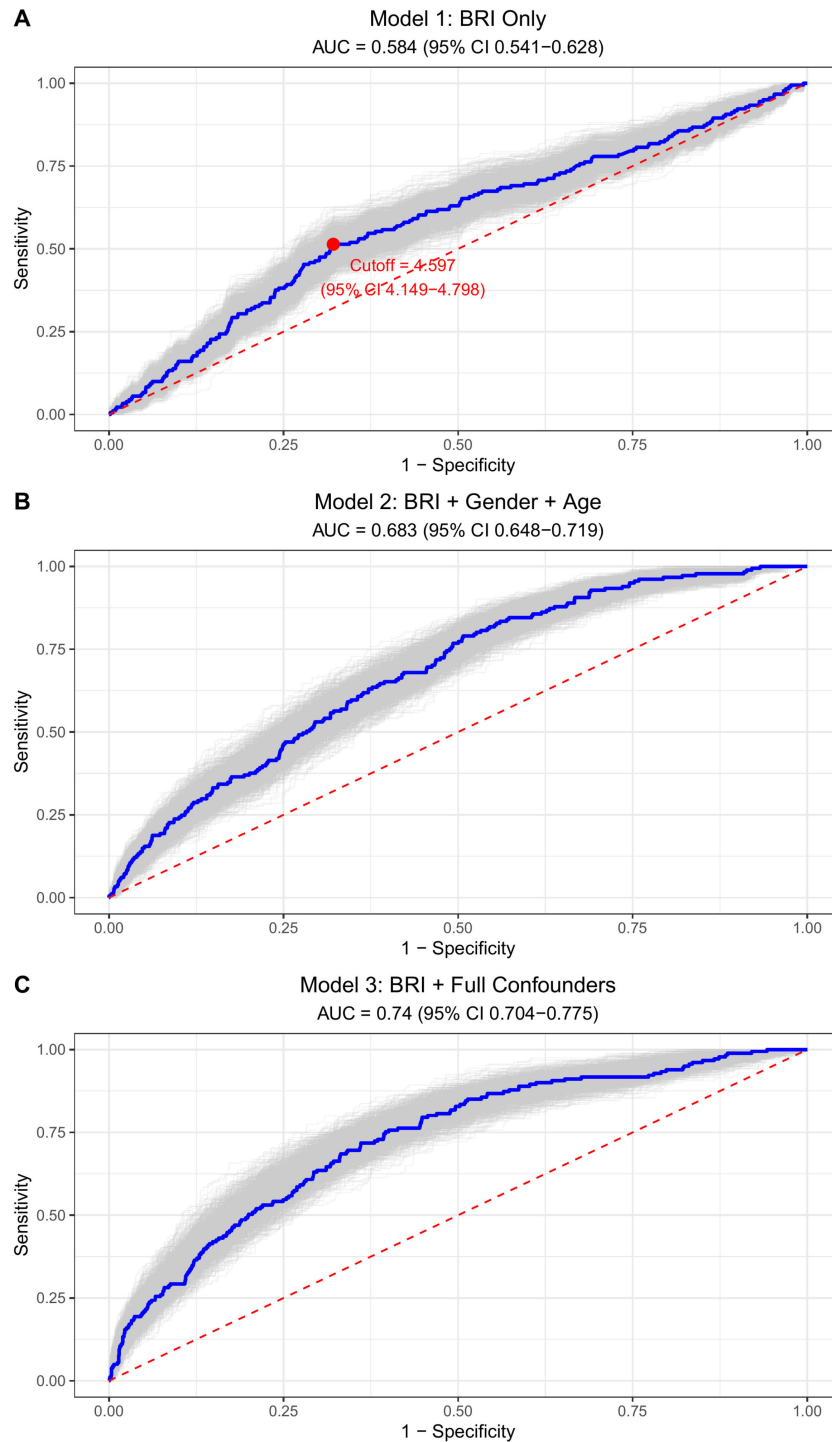 A
Model 1: BRI Only
AUC = 0.584 (95% CI 0.541−0.628)
1.00
0.75
0.50
0.25
0.00
Sensitivity
Cutoff = 4.597
(95% CI 4.149−4.798)
0.00 0.25 0.50 0.75 1.00
1 − Specificity
B
Model 2: BRI + Gender + Age
AUC = 0.683 (95% CI 0.648−0.719)
1.00
0.75
0.50
0.25
0.00
Sensitivity
0.00 0.25 0.50 0.75 1.00
1 − Specificity
C
Model 3: BRI + Full Confounders
AUC = 0.74 (95% CI 0.704−0.775)
1.00
0.75
0.50
0.25
0.00
Sensitivity
0.00 0.25 0.50 0.75 1.00
1 − Specificity